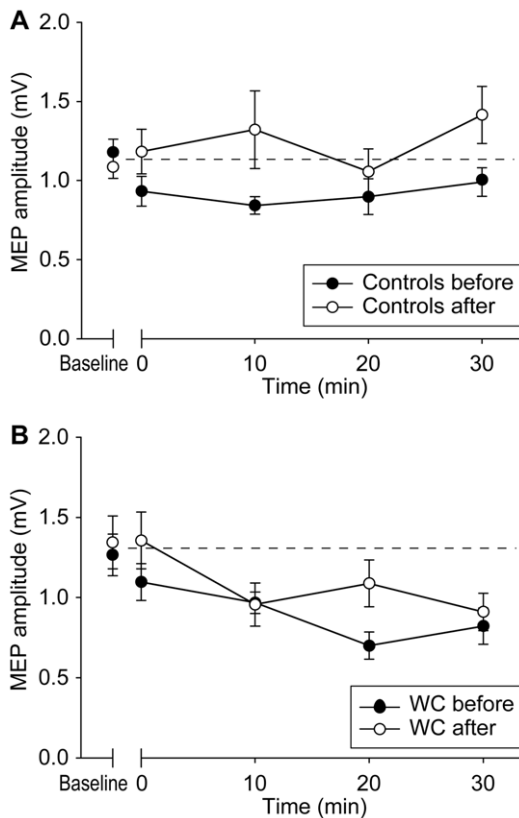 A
2.0
1.5
1.0
0.5
0.0
MEP amplitude (mV)
Controls before
Controls after
Baseline 0 10 20 30
Time (min)
B
2.0
1.5
1.0
0.5
0.0
MEP amplitude (mV)
WC before
WC after
Baseline 0 10 20 30
Time (min)